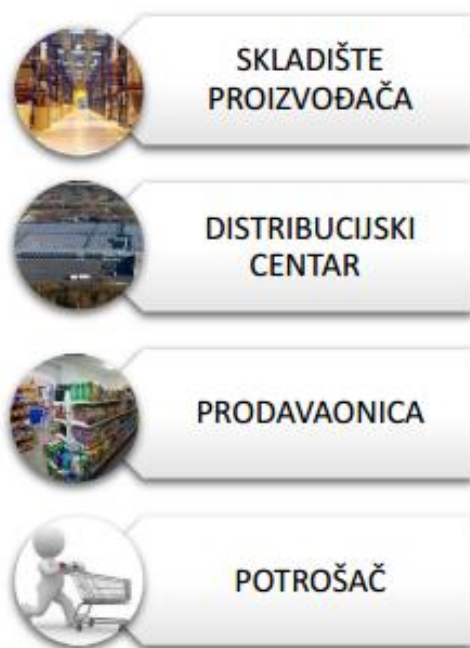 SKLADIŠTE
PROIZVOĐAČA
DISTRIBUCIJSKI
CENTAR
PRODAVAONICA
POTROŠAČ